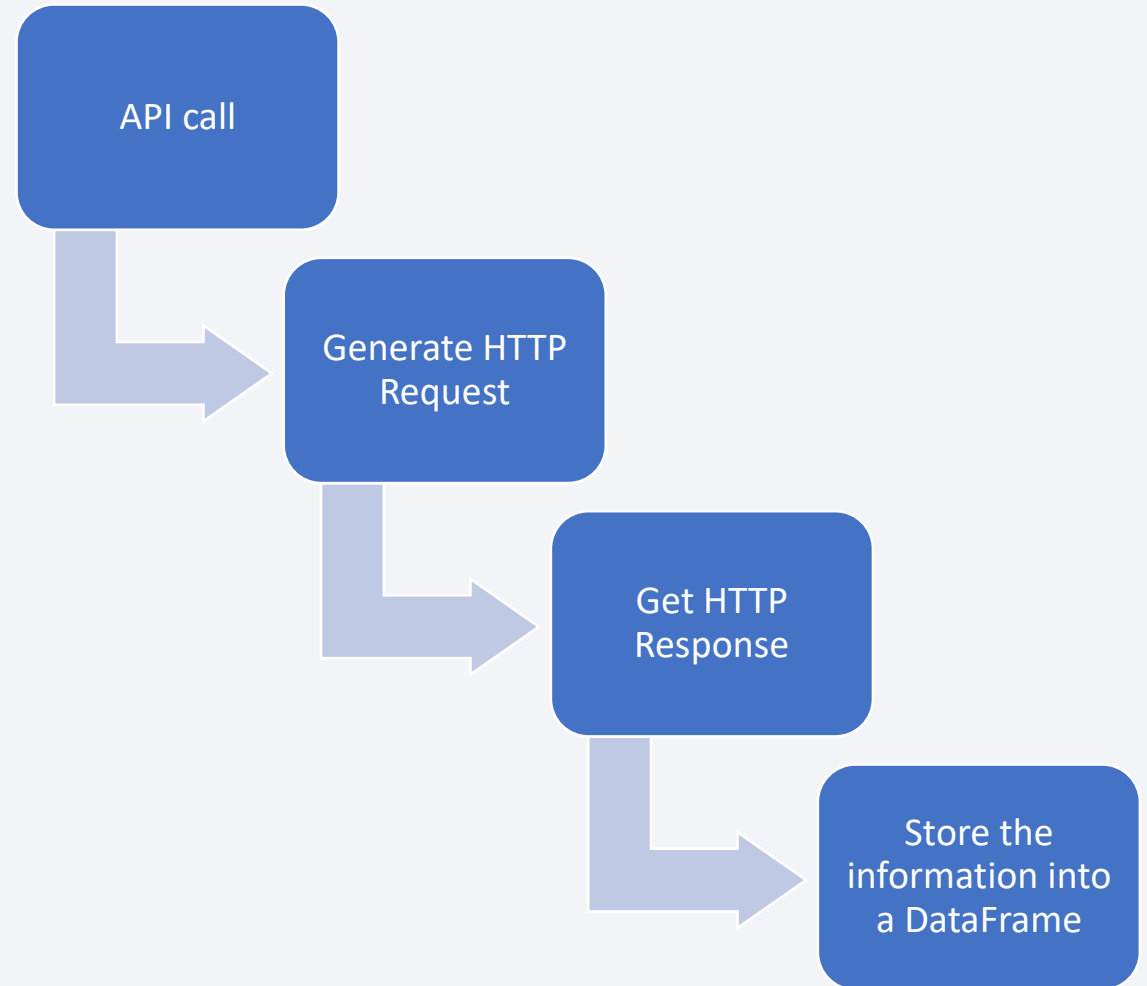 API call
Generate HTTP
Request
Get HTTP
Response
Store the
information into
a DataFrame